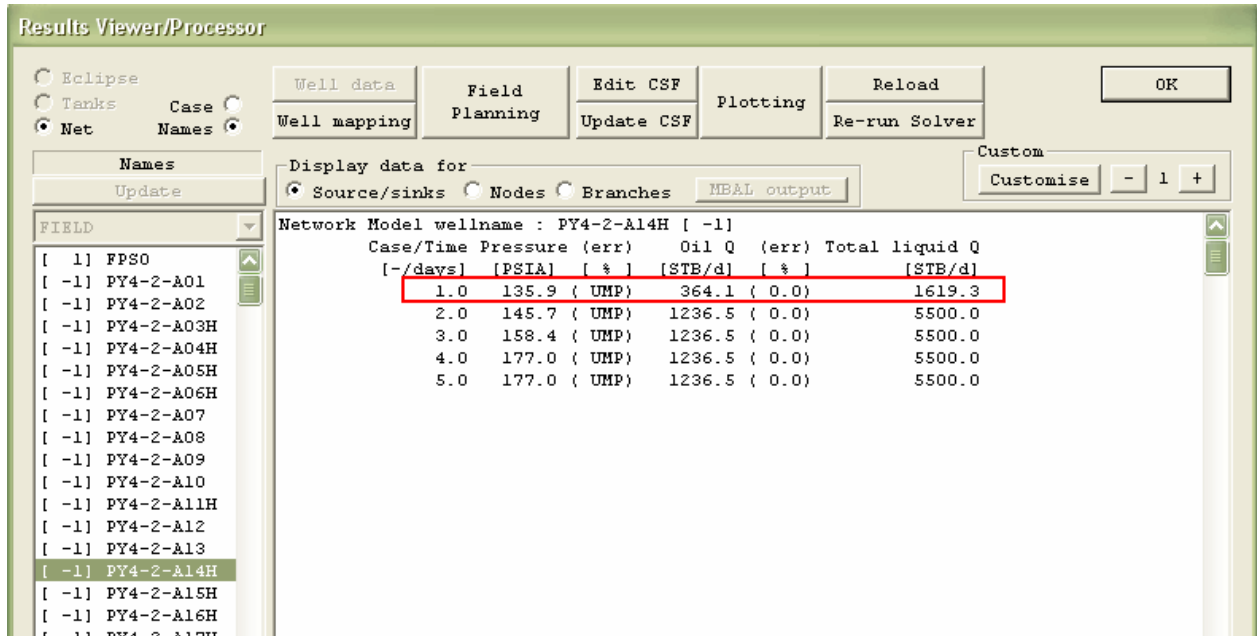 Results Viewer/Processor
Eclipse
Tanks
Net
Case
Names
Well data
Well mapping
Field
Planning
Edit CSF
Update CSF
Plotting
Reload
Re-run Solver
OK
Names
Update
Display data for
Source/sinks Nodes Branches MBAL output
Custom
Customise - 1 +
FIELD
[ 1] FPSO
[ -1] PY4-2-A01
[ -1] PY4-2-A02
[ -1] PY4-2-A03H
[ -1] PY4-2-A04H
[ -1] PY4-2-A05H
[ -1] PY4-2-A06H
[ -1] PY4-2-A07
[ -1] PY4-2-A08
[ -1] PY4-2-A09
[ -1] PY4-2-A10
[ -1] PY4-2-A11H
[ -1] PY4-2-A12
[ -1] PY4-2-A13
[ -1] PY4-2-A14H
[ -1] PY4-2-A15H
[ -1] PY4-2-A16H
Network Model wellname : PY4-2-A14H [ -1]
Case/Time Pressure (err) Oil Q (err) Total liquid Q
[-/days] [PSIA] [ % ] [STB/d] [ % ] [STB/d]
1.0 135.9 ( UMP) 364.1 ( 0.0) 1619.3
2.0 145.7 ( UMP) 1236.5 ( 0.0) 5500.0
3.0 158.4 ( UMP) 1236.5 ( 0.0) 5500.0
4.0 177.0 ( UMP) 1236.5 ( 0.0) 5500.0
5.0 177.0 ( UMP) 1236.5 ( 0.0) 5500.0